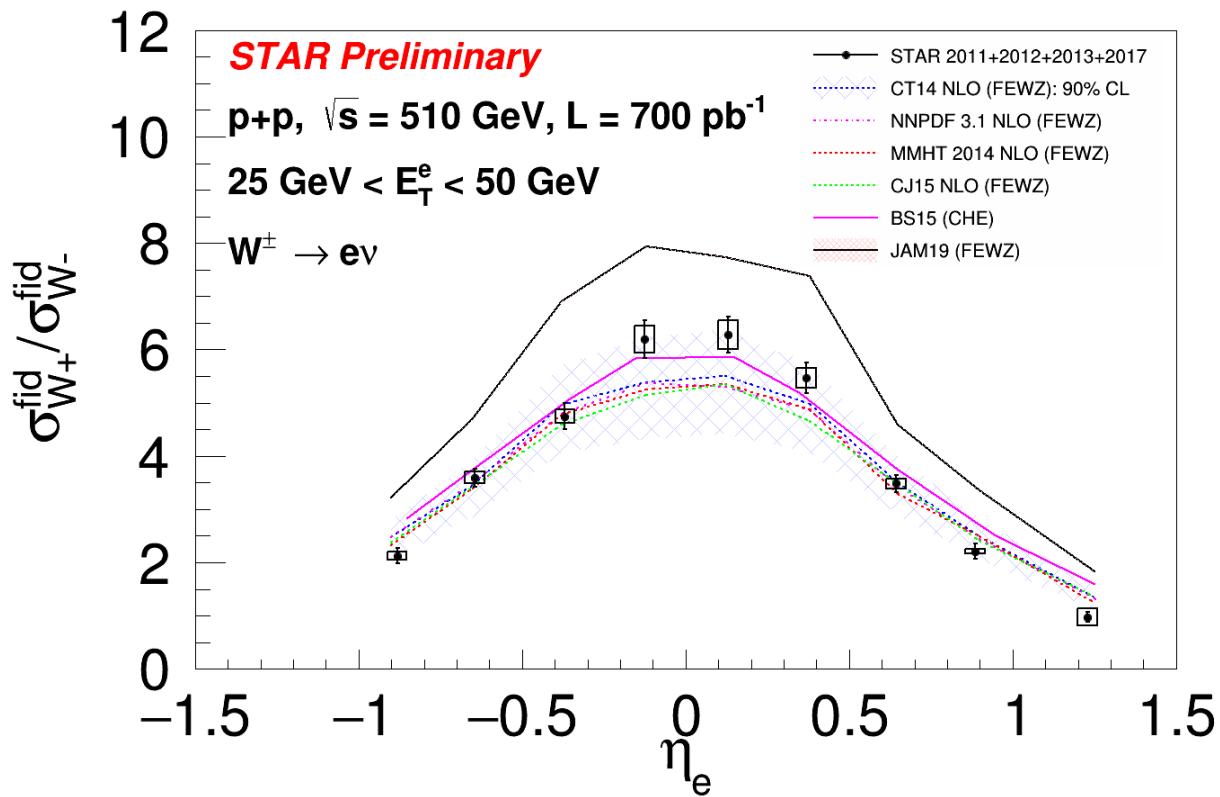 12
10
8
6
4
2
0
−1.5 −1 −0.5 0 0.5 1 1.5
σ^fid_W+ / σ^fid_W-
η_e
STAR Preliminary
p+p, √s = 510 GeV, L = 700 pb⁻¹
25 GeV < E_T^e < 50 GeV
W^± → eν
STAR 2011+2012+2013+2017
CT14 NLO (FEWZ): 90% CL
NNPDF 3.1 NLO (FEWZ)
MMHT 2014 NLO (FEWZ)
CJ15 NLO (FEWZ)
BS15 (CHE)
JAM19 (FEWZ)